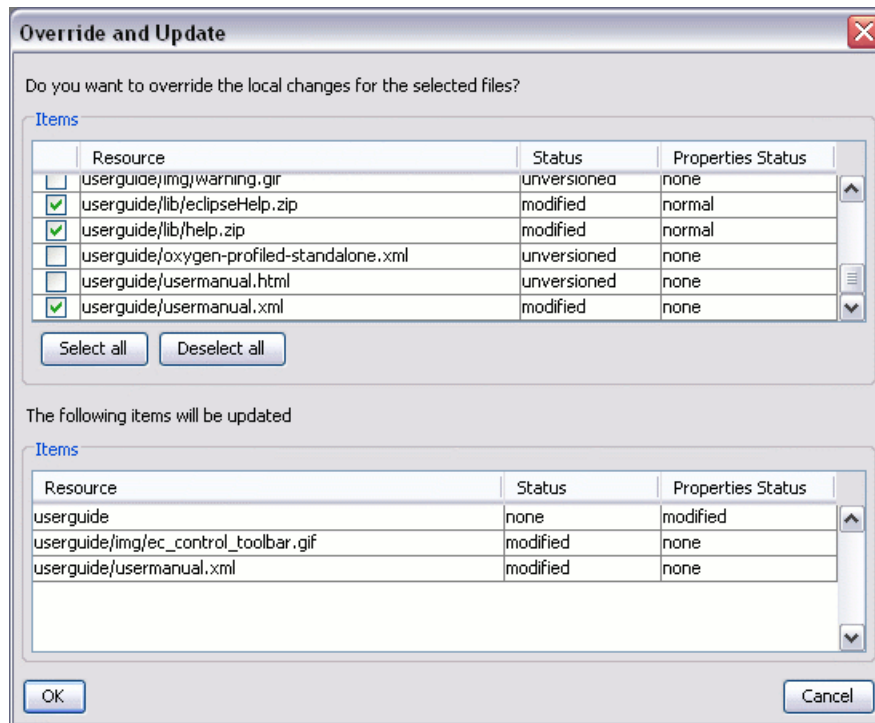 Override and Update
Do you want to override the local changes for the selected files?
Items
Resource Status Properties Status
userguide/img/warning.gif unversioned none
userguide/lib/eclipseHelp.zip modified normal
userguide/lib/help.zip modified normal
userguide/oxygen-profiled-standalone.xml unversioned none
userguide/usermanual.html unversioned none
userguide/usermanual.xml modified none
Select all Deselect all
The following items will be updated
Items
Resource Status Properties Status
userguide none modified
userguide/img/ec_control_toolbar.gif modified none
userguide/usermanual.xml modified none
OK Cancel